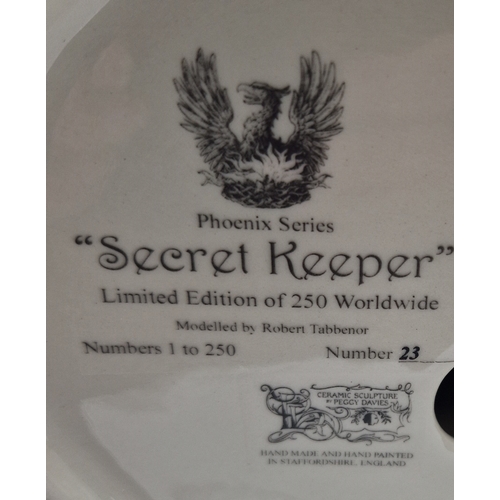 Phoenix Series
"Secret Keeper"
Limited Edition of 250 Worldwide
Modelled by Robert Tabbenor
Numbers 1 to 250 Number 23
CERAMIC SCULPTURE
BY PEGGY DAVIES
HAND MADE AND HAND PAINTED
IN STAFFORDSHIRE, ENGLAND